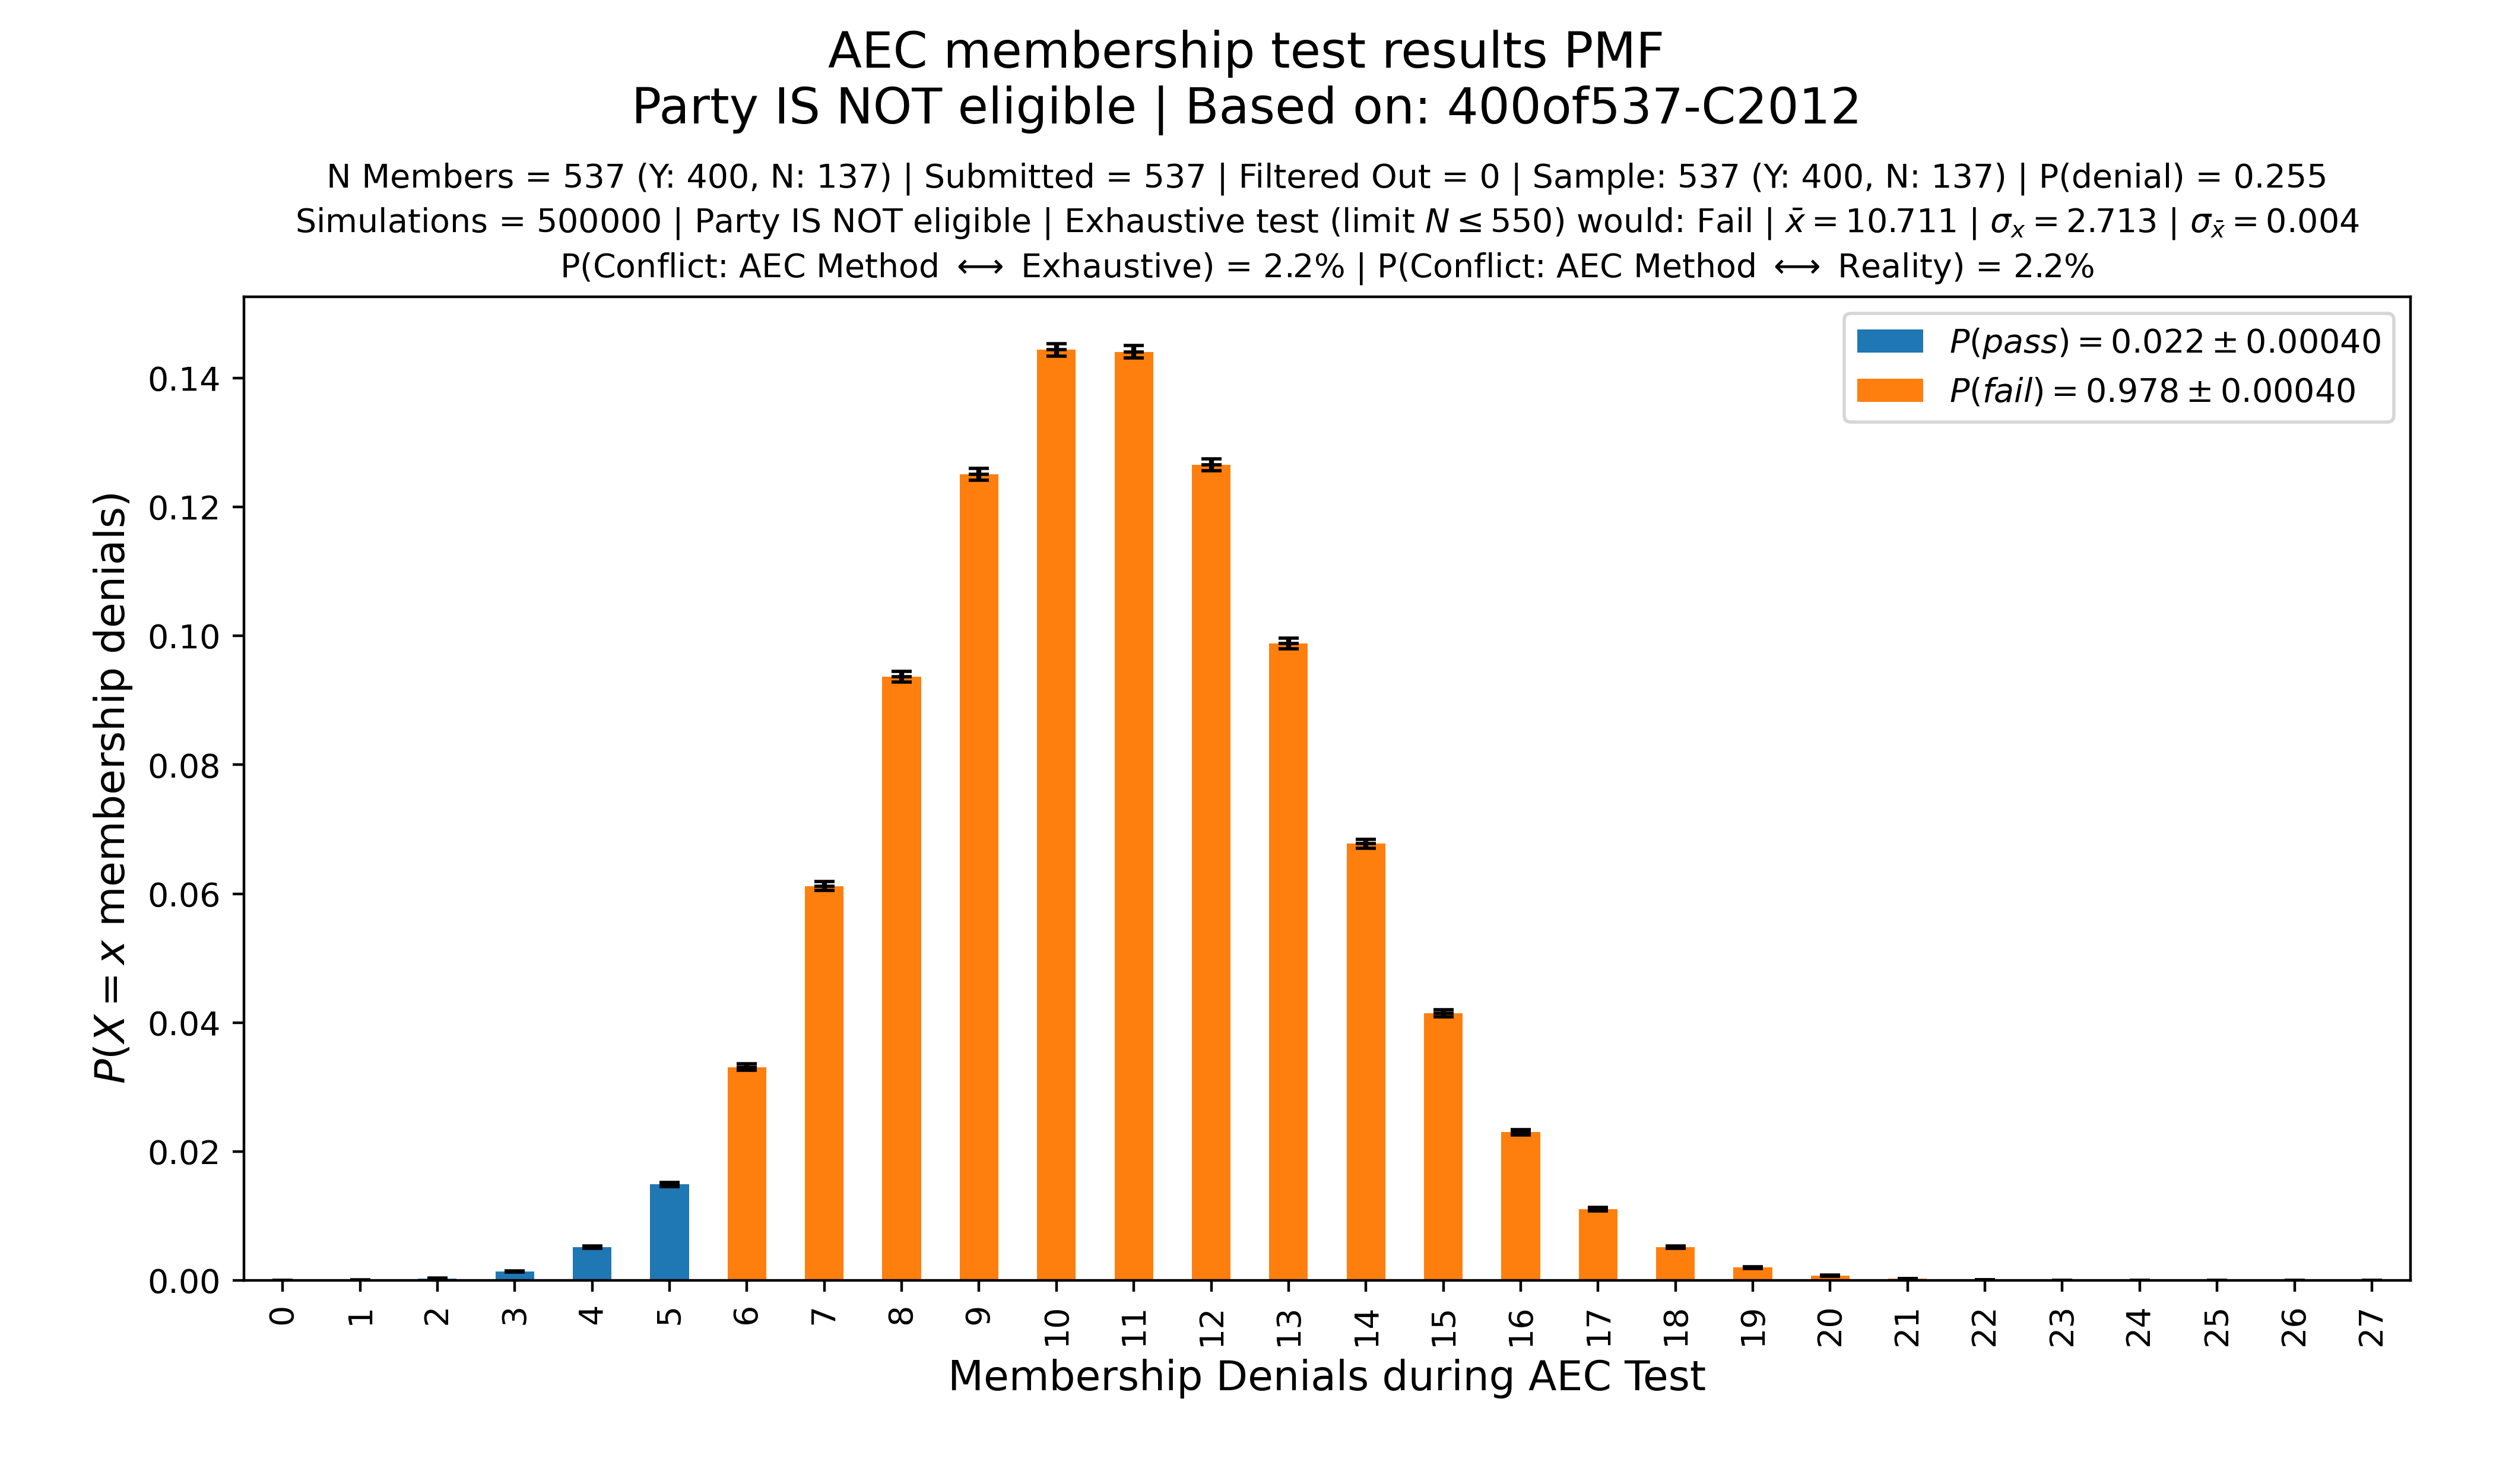 AEC membership test results PMF
Party IS NOT eligible | Based on: 400of537-C2012
N Members = 537 (Y: 400, N: 137) | Submitted = 537 | Filtered Out = 0 | Sample: 537 (Y: 400, N: 137) | P(denial) = 0.255
Simulations = 500000 | Party IS NOT eligible | Exhaustive test (limit N ≤ 550) would: Fail | x̄ = 10.711 | σₓ = 2.713 | σ_x̄ = 0.004
P(Conflict: AEC Method ⟷ Exhaustive) = 2.2% | P(Conflict: AEC Method ⟷ Reality) = 2.2%
P(pass) = 0.022 ± 0.00040
P(fail) = 0.978 ± 0.00040
P(X = x membership denials)
0.14
0.12
0.10
0.08
0.06
0.04
0.02
0.00
0 1 2 3 4 5 6 7 8 9 10 11 12 13 14 15 16 17 18 19 20 21 22 23 24 25 26 27
Membership Denials during AEC Test